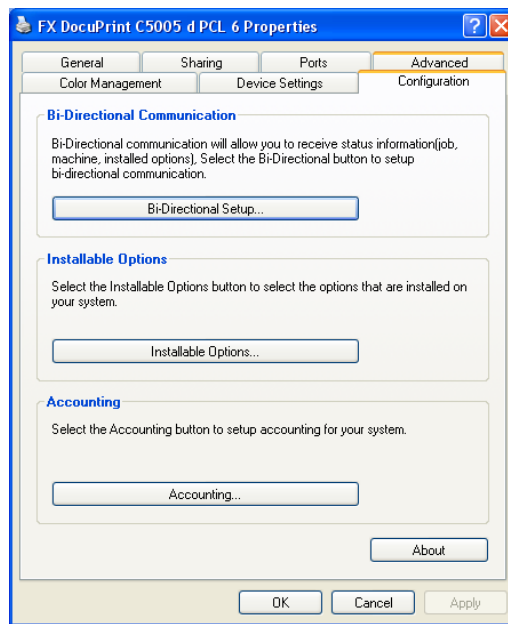 FX DocuPrint C5005 d PCL 6 Properties
General Sharing Ports Advanced
Color Management Device Settings Configuration
Bi-Directional Communication
Bi-Directional communication will allow you to receive status information(job,
machine, installed options), Select the Bi-Directional button to setup
bi-directional communication.
Bi-Directional Setup...
Installable Options
Select the Installable Options button to select the options that are installed on
your system.
Installable Options...
Accounting
Select the Accounting button to setup accounting for your system.
Accounting...
About
OK Cancel Apply